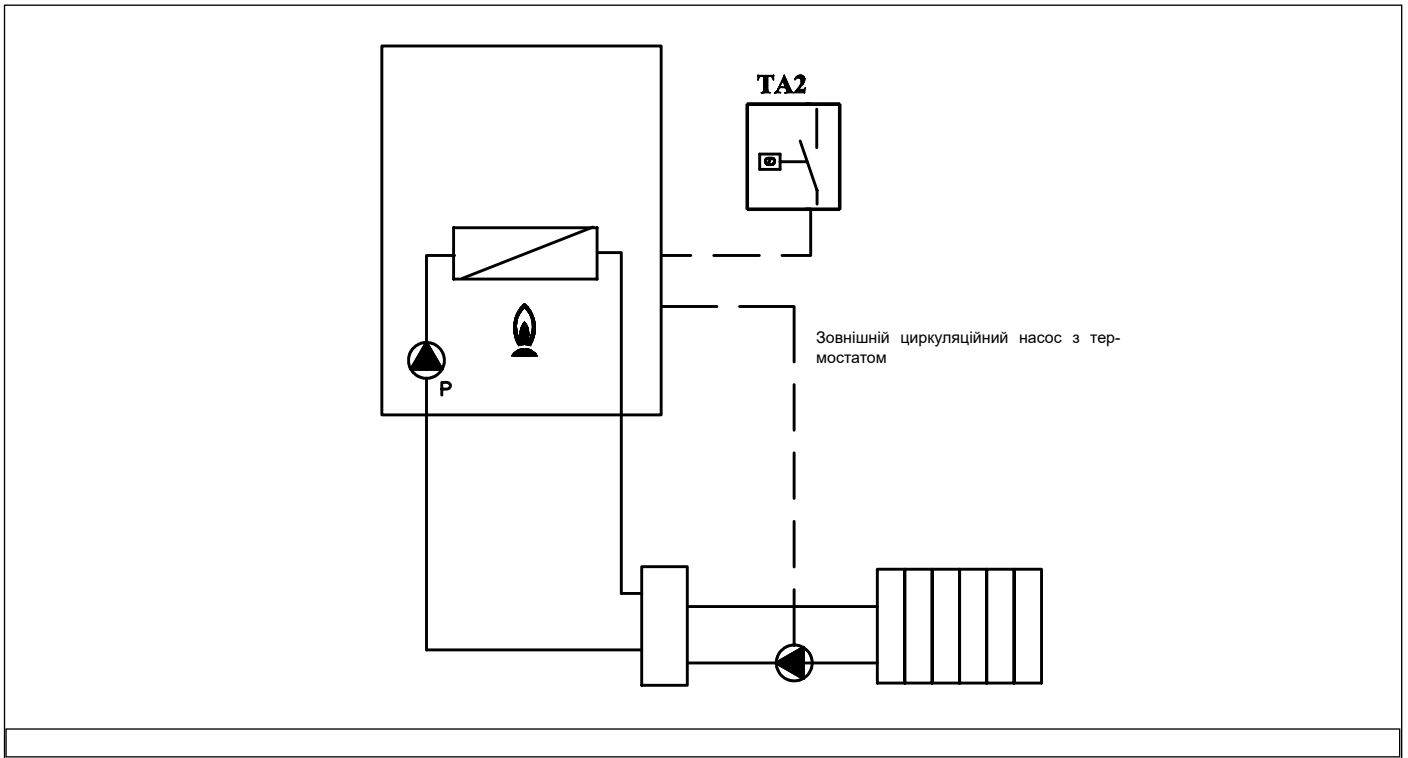 TA2
Зовнішній циркуляційний насос з тер-
мостатом
P